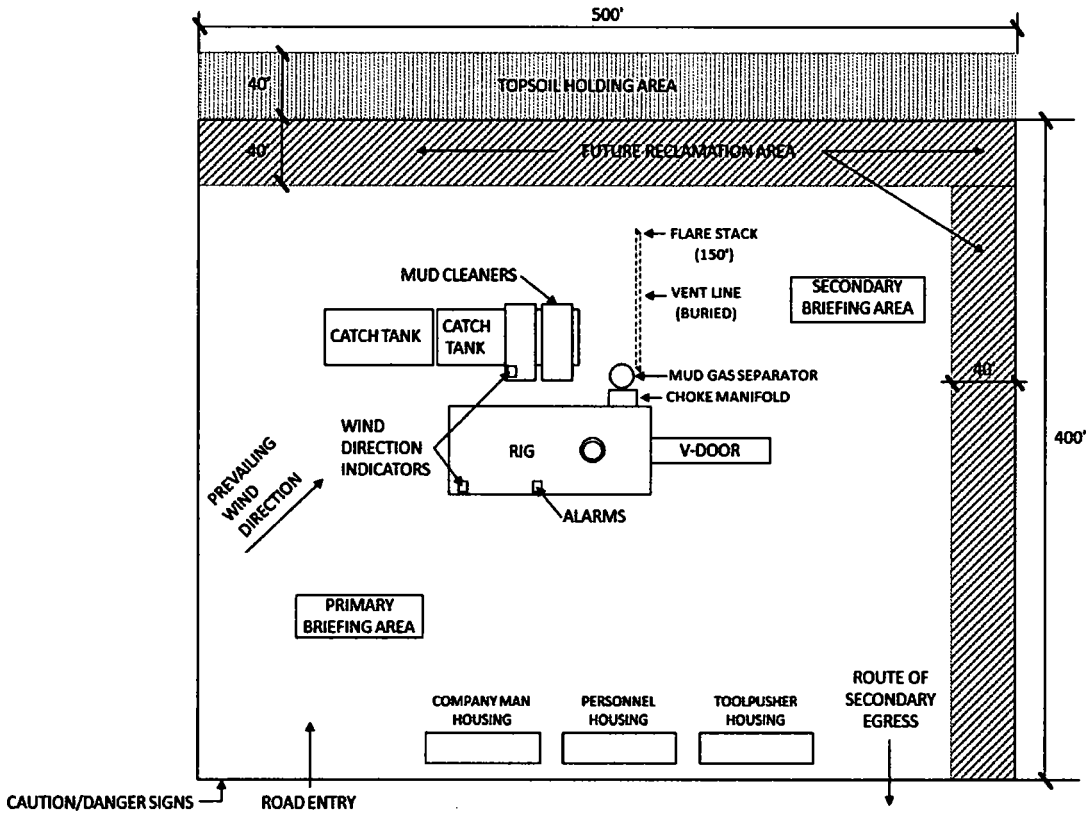 500'
40'
TOPSOIL HOLDING AREA
40'
FUTURE RECLAMATION AREA
FLARE STACK
(150')
MUD CLEANERS
VENT LINE
(BURIED)
SECONDARY
BRIEFING AREA
CATCH TANK
CATCH
TANK
MUD GAS SEPARATOR
CHOKE MANIFOLD
40'
400'
WIND
DIRECTION
INDICATORS
RIG
V-DOOR
PREVAILING
WIND
DIRECTION
ALARMS
PRIMARY
BRIEFING AREA
COMPANY MAN
HOUSING
PERSONNEL
HOUSING
TOOLPUSHER
HOUSING
ROUTE OF
SECONDARY
EGRESS
CAUTION/DANGER SIGNS
ROAD ENTRY